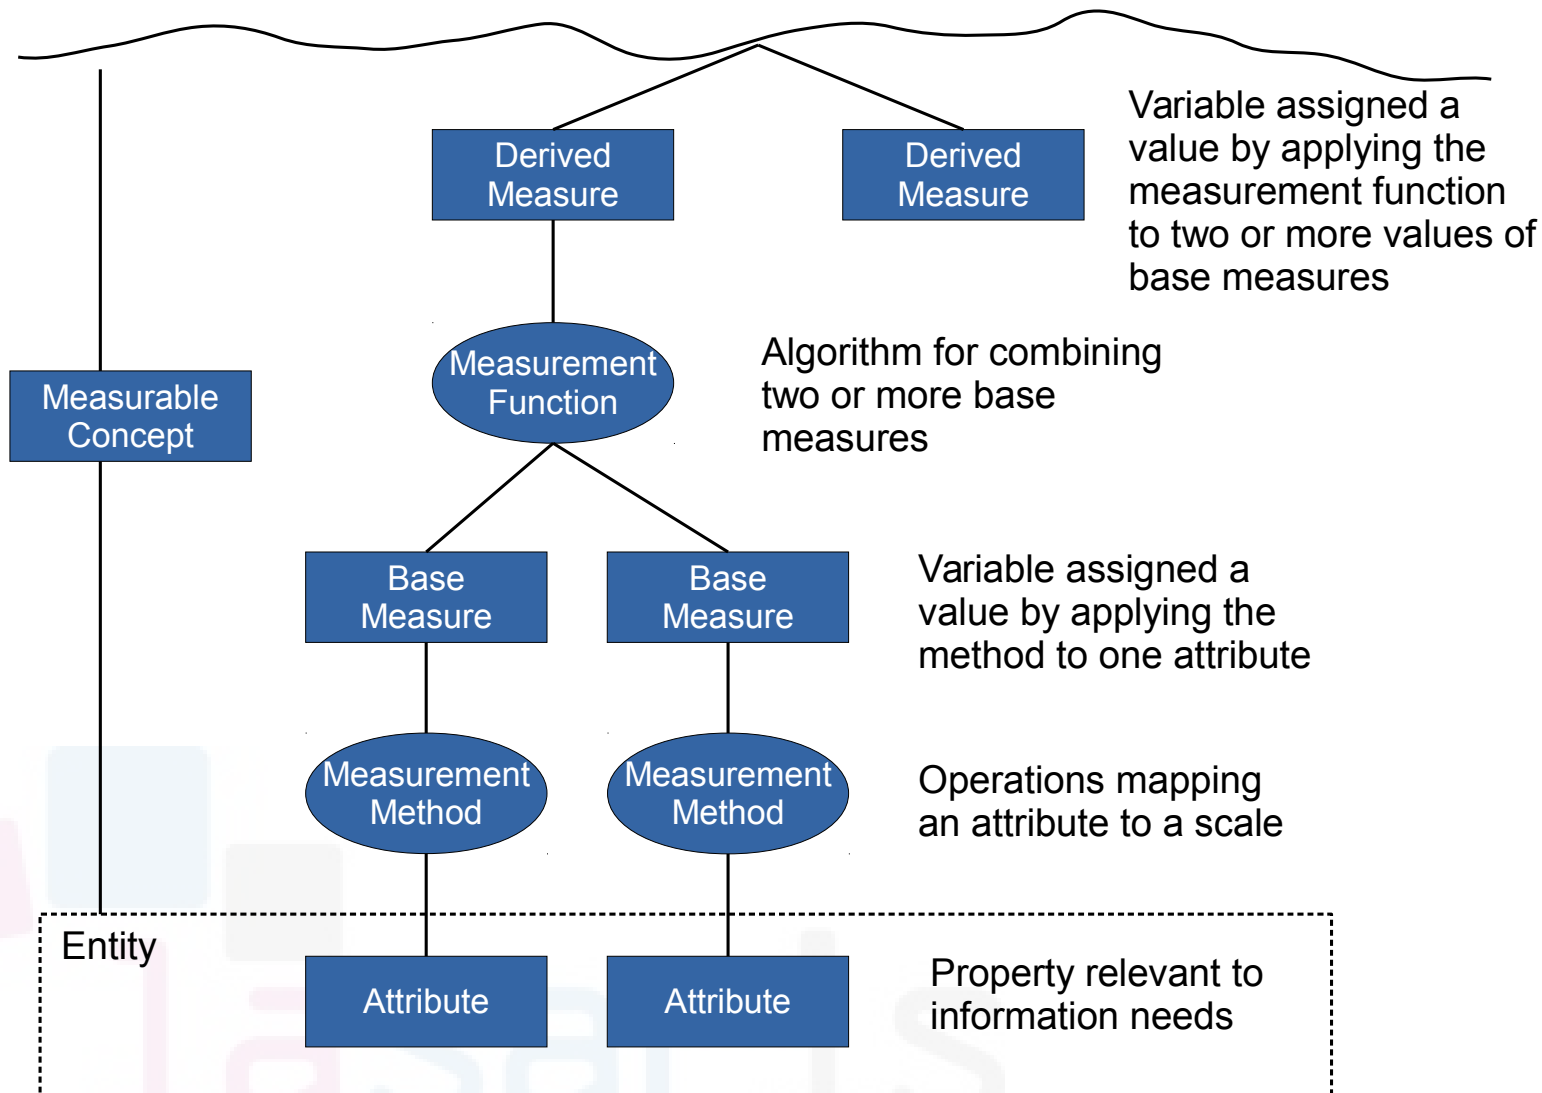 Derived
Measure
Derived
Measure
Variable assigned a
value by applying the
measurement function
to two or more values of
base measures
Measurement
Function
Algorithm for combining
two or more base
measures
Measurable
Concept
Base
Measure
Base
Measure
Variable assigned a
value by applying the
method to one attribute
Measurement
Method
Measurement
Method
Operations mapping
an attribute to a scale
Entity
Attribute
Attribute
Property relevant to
information needs